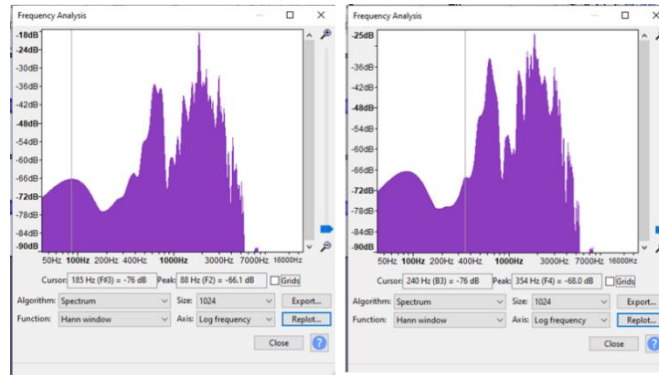 Frequency Analysis
-18dB
-24dB
-30dB
-36dB
-42dB
-48dB
-54dB
-60dB
-66dB
-72dB
-78dB
-84dB
-90dB
50Hz 100Hz 200Hz 400Hz 1000Hz 2000Hz 7000Hz 16000Hz
Cursor: 185 Hz (F#3) = -76 dB Peak: 88 Hz (F2) = -66.1 dB Grids
Algorithm: Spectrum Size: 1024 Export...
Function: Hann window Axis: Log frequency Replot...
Close ?
Frequency Analysis
-25dB
-36dB
-42dB
-48dB
-54dB
-60dB
-66dB
-72dB
-78dB
-84dB
-90dB
50Hz 100Hz 200Hz 400Hz 1000Hz 2000Hz 7000Hz 16000Hz
Cursor: 240 Hz (B3) = -76 dB Peak: 354 Hz (F4) = -68.0 dB Grids
Algorithm: Spectrum Size: 1024 Export...
Function: Hann window Axis: Log frequency Replot...
Close ?